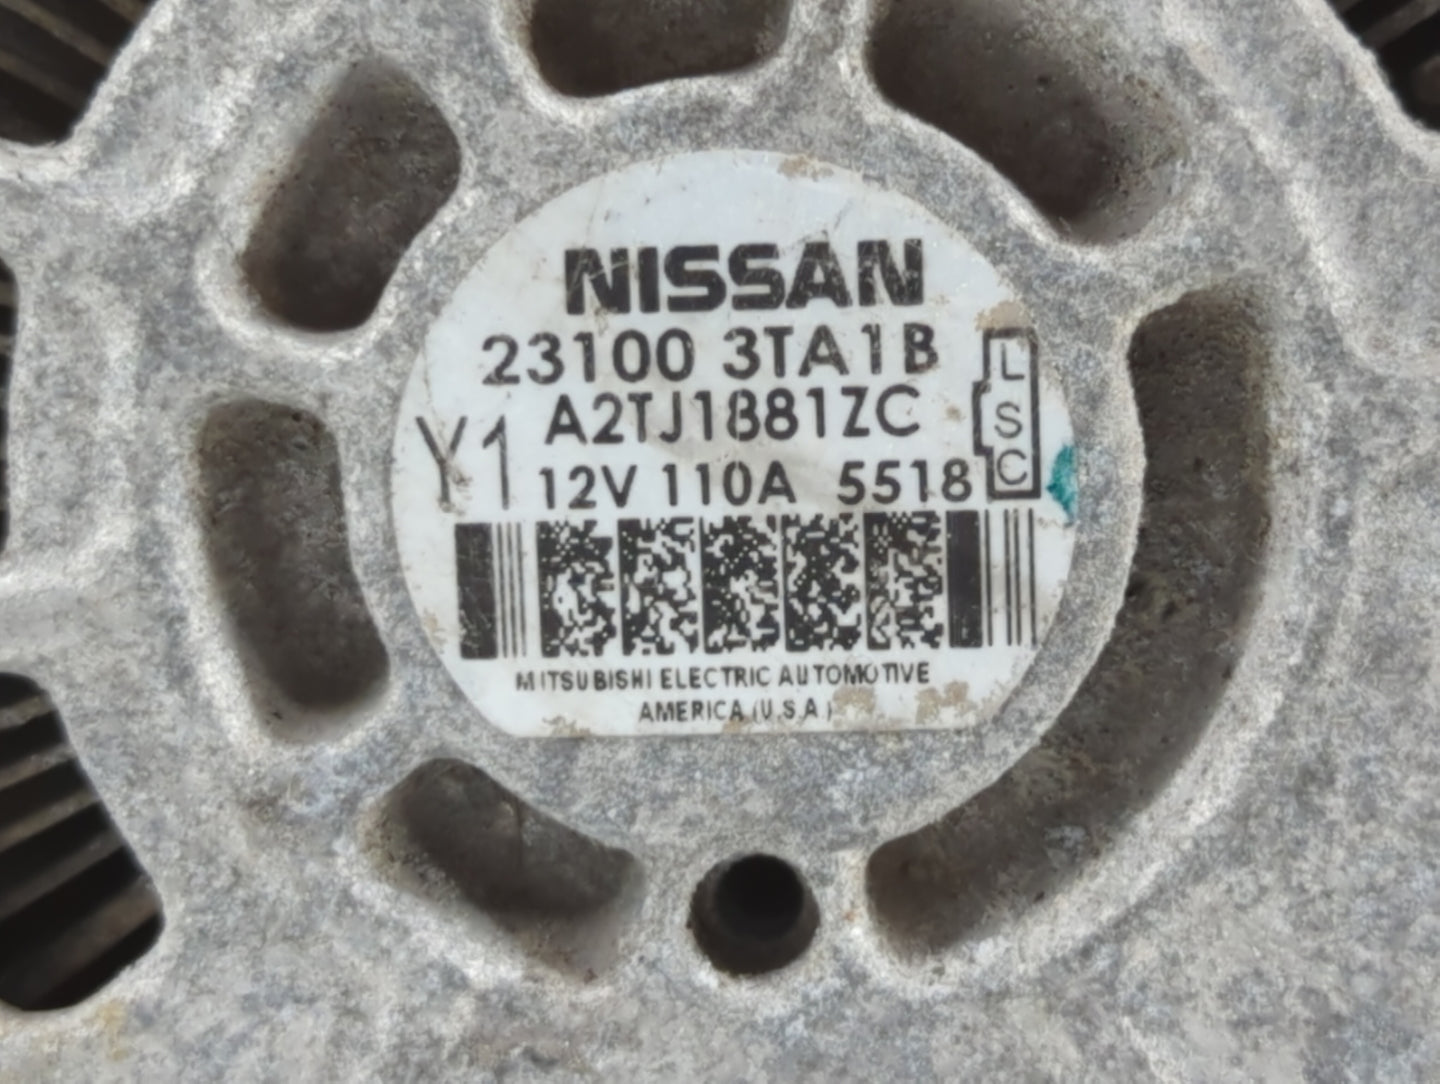 NISSAN
23100 3TA1B
A2TJ1881ZC
Y1
12V 110A 5518
L
S
C
MITSUBISHI ELECTRIC AUTOMOTIVE
AMERICA (U.S.A)